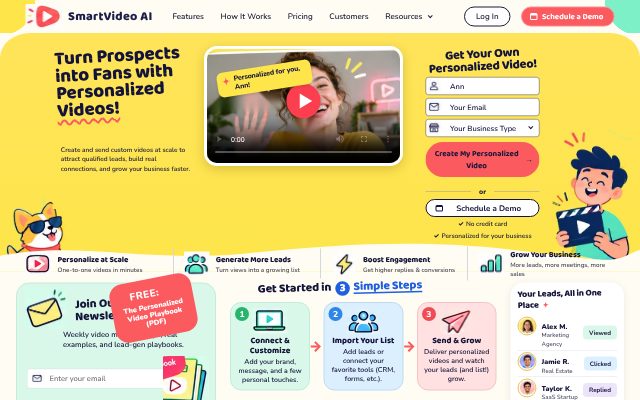 SmartVideo AI
Features
How It Works
Pricing
Customers
Resources
Log In
Schedule a Demo
Turn Prospects
into Fans with
Personalized
Videos!
Create and send custom videos at scale to
attract qualified leads, build real
connections, and grow your business faster.
Personalized for you,
Ann!
0:00
Get Your Own
Personalized Video!
Ann
Your Email
Your Business Type
Create My Personalized
Video →
or
Schedule a Demo
✓ No credit card
✓ Personalized for your business
Personalize at Scale
One-to-one videos in minutes
Generate More Leads
Turn views into a growing list
Boost Engagement
Get higher replies & conversions
Grow Your Business
More leads, more meetings, more
sales
Join Ou
Newsle
FREE:
The Personalized
Video Playbook
(PDF)
Weekly video m
examples, and lead-gen playbooks.
Enter your email
book
Get Started in 3 Simple Steps
1
Connect &
Customize
Add your brand,
message, and a few
personal touches.
2
Import Your List
Add leads or
connect your
favorite tools (CRM,
forms, etc.).
3
Send & Grow
Deliver personalized
videos and watch
your leads (and list!)
grow.
Your Leads, All in One
Place
Alex M.
Marketing
Agency
Viewed
Jamie R.
Real Estate
Clicked
Taylor K.
SaaS Startup
Replied